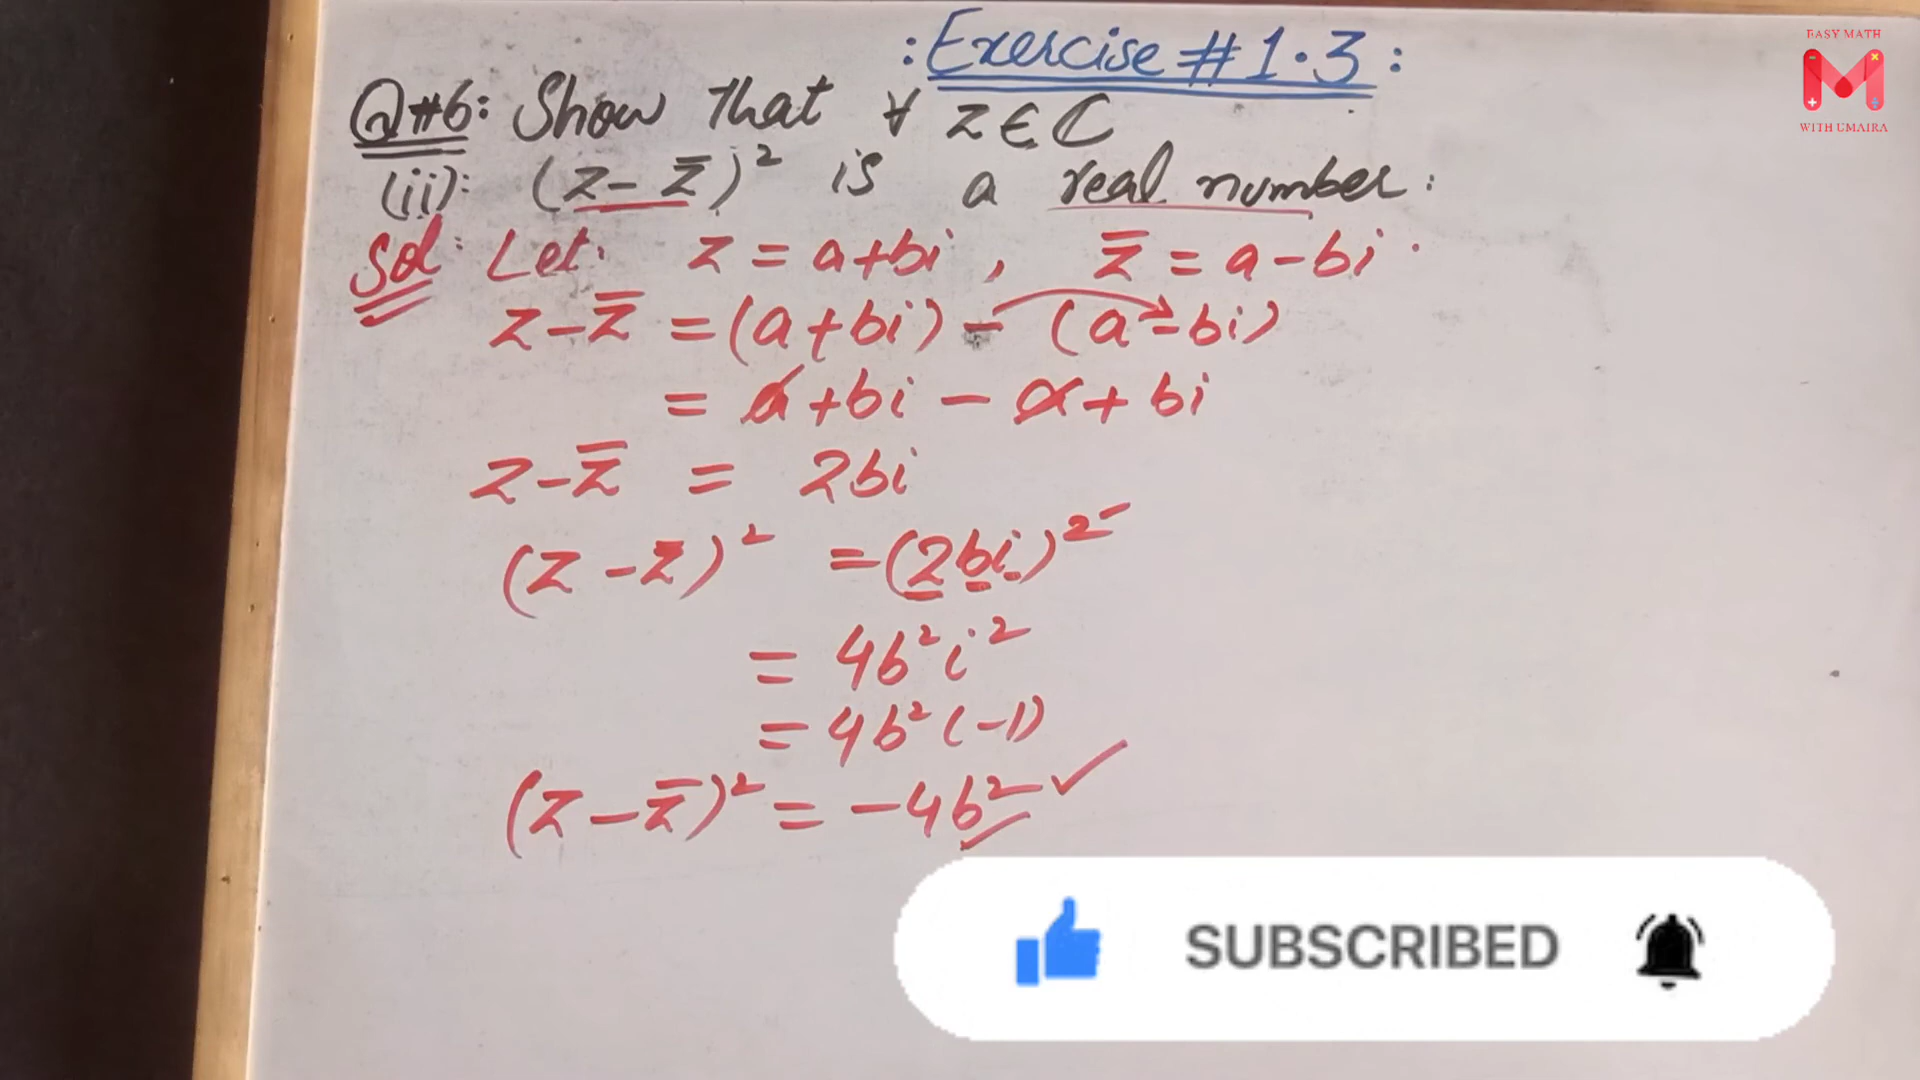 : Exercise # 1.3 :
EASY MATH
WITH UMAIRA
Q#6: Show that ∀ z ∈ ℂ
(ii): (z - z̅)² is a real number:
Sol: Let: z = a+bi , z̅ = a-bi
z-z̅ = (a+bi) - (a-bi)
= a+bi - a + bi
z-z̅ = 2bi
(z-z̅)² = (2bi)²
= 4b²i²
= 4b²(-1)
(z-z̅)² = -4b² ✓
SUBSCRIBED